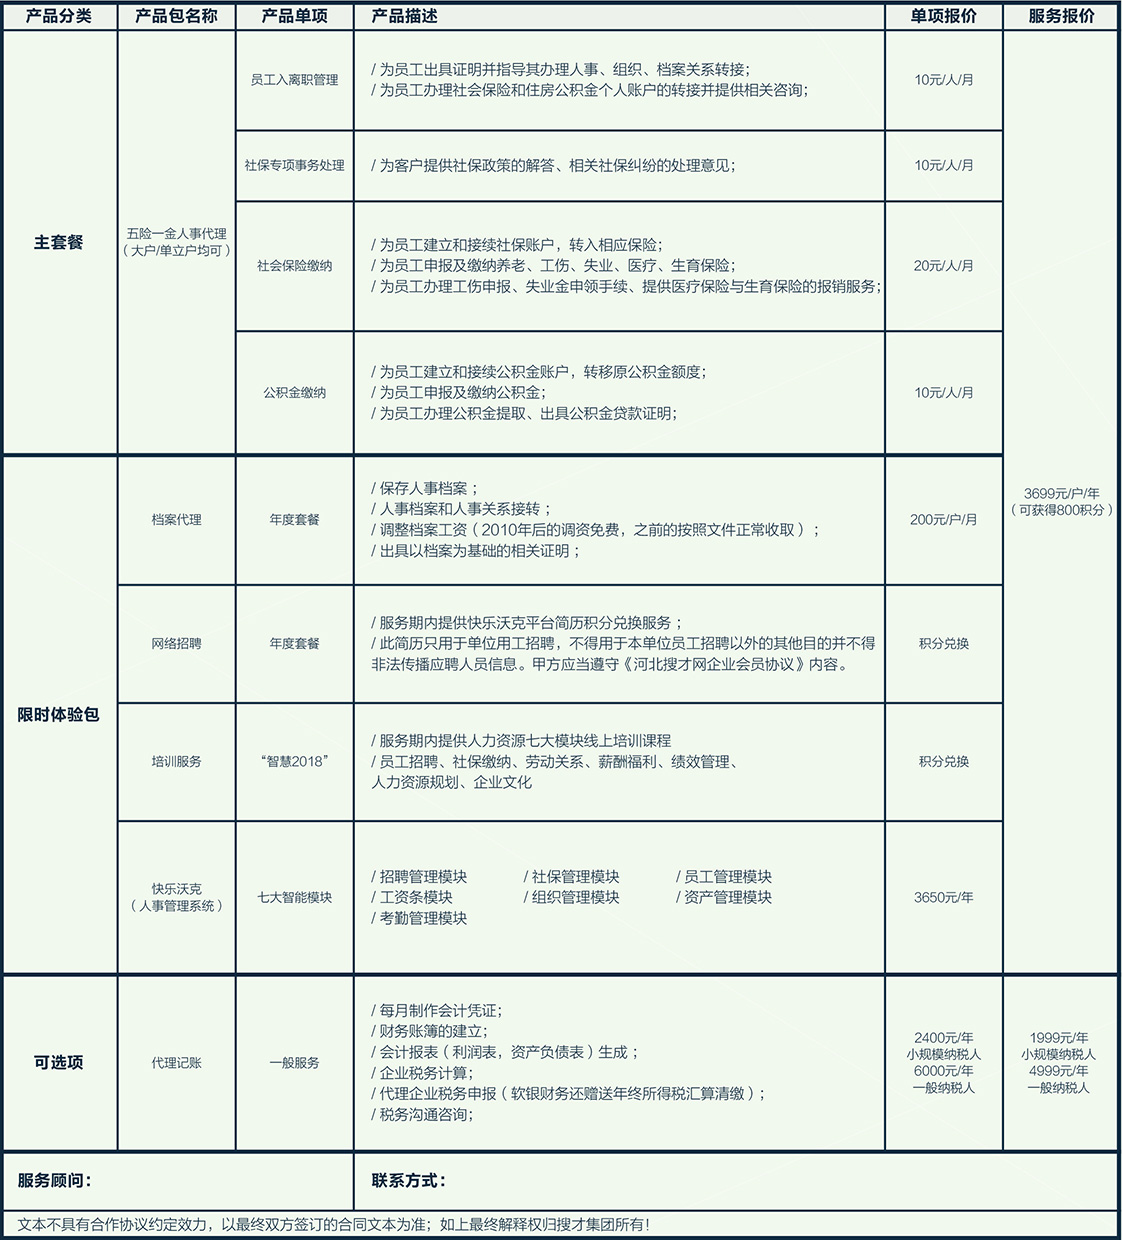 产品分类 产品包名称 产品单项 产品描述 单项报价 服务报价
主套餐
五险一金人事代理
（大户/单立户均可）
员工入离职管理
/ 为员工出具证明并指导其办理人事、组织、档案关系转接；
/ 为员工办理社会保险和住房公积金个人账户的转接并提供相关咨询；
10元/人/月
社保专项事务处理
/ 为客户提供社保政策的解答、相关社保纠纷的处理意见；
10元/人/月
社会保险缴纳
/ 为员工建立和接续社保账户，转入相应保险；
/ 为员工申报及缴纳养老、工伤、失业、医疗、生育保险；
/ 为员工办理工伤申报、失业金申领手续、提供医疗保险与生育保险的报销服务；
20元/人/月
公积金缴纳
/ 为员工建立和接续公积金账户，转移原公积金额度；
/ 为员工申报及缴纳公积金；
/ 为员工办理公积金提取、出具公积金贷款证明；
10元/人/月
3699元/户/年
（可获得800积分）
限时体验包
档案代理
年度套餐
/ 保存人事档案；
/ 人事档案和人事关系接转；
/ 调整档案工资（2010年后的调资免费，之前的按照文件正常收取）；
/ 出具以档案为基础的相关证明；
200元/户/月
网络招聘
年度套餐
/ 服务期内提供快乐沃克平台简历积分兑换服务；
/ 此简历只用于单位用工招聘，不得用于本单位员工招聘以外的其他目的并不得
非法传播应聘人员信息。甲方应当遵守《河北搜才网企业会员协议》内容。
积分兑换
培训服务
“智慧2018”
/ 服务期内提供人力资源七大模块线上培训课程
/ 员工招聘、社保缴纳、劳动关系、薪酬福利、绩效管理、
人力资源规划、企业文化
积分兑换
快乐沃克
（人事管理系统）
七大智能模块
/ 招聘管理模块 / 社保管理模块 / 员工管理模块
/ 工资条模块 / 组织管理模块 / 资产管理模块
/ 考勤管理模块
3650元/年
可选项
代理记账
一般服务
/ 每月制作会计凭证；
/ 财务账簿的建立；
/ 会计报表（利润表，资产负债表）生成；
/ 企业税务计算；
/ 代理企业税务申报（软银财务还赠送年终所得税汇算清缴）；
/ 税务沟通咨询；
2400元/年
小规模纳税人
6000元/年
一般纳税人
1999元/年
小规模纳税人
4999元/年
一般纳税人
服务顾问： 联系方式：
文本不具有合作协议约定效力，以最终双方签订的合同文本为准；如上最终解释权归搜才集团所有！